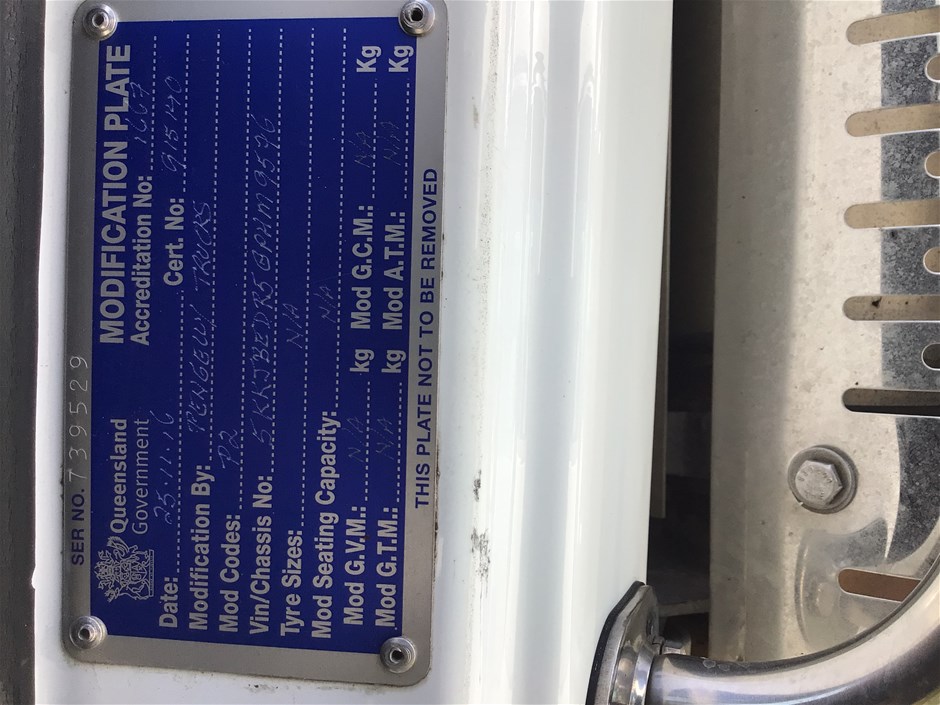 SER NO. 739529
Queensland
Government
MODIFICATION PLATE
Accreditation No:
Date: 25.11.16 Cert. No: 915140
Modification By: PENGELLY TRUCKS
Mod Codes: P2
Vin/Chassis No:
Tyre Sizes: N/A
Mod Seating Capacity: N/A
Mod G.V.M.: N/A kg Mod G.C.M.: N/A Kg
Mod G.T.M.: N/A kg Mod A.T.M.: N/A Kg
THIS PLATE NOT TO BE REMOVED